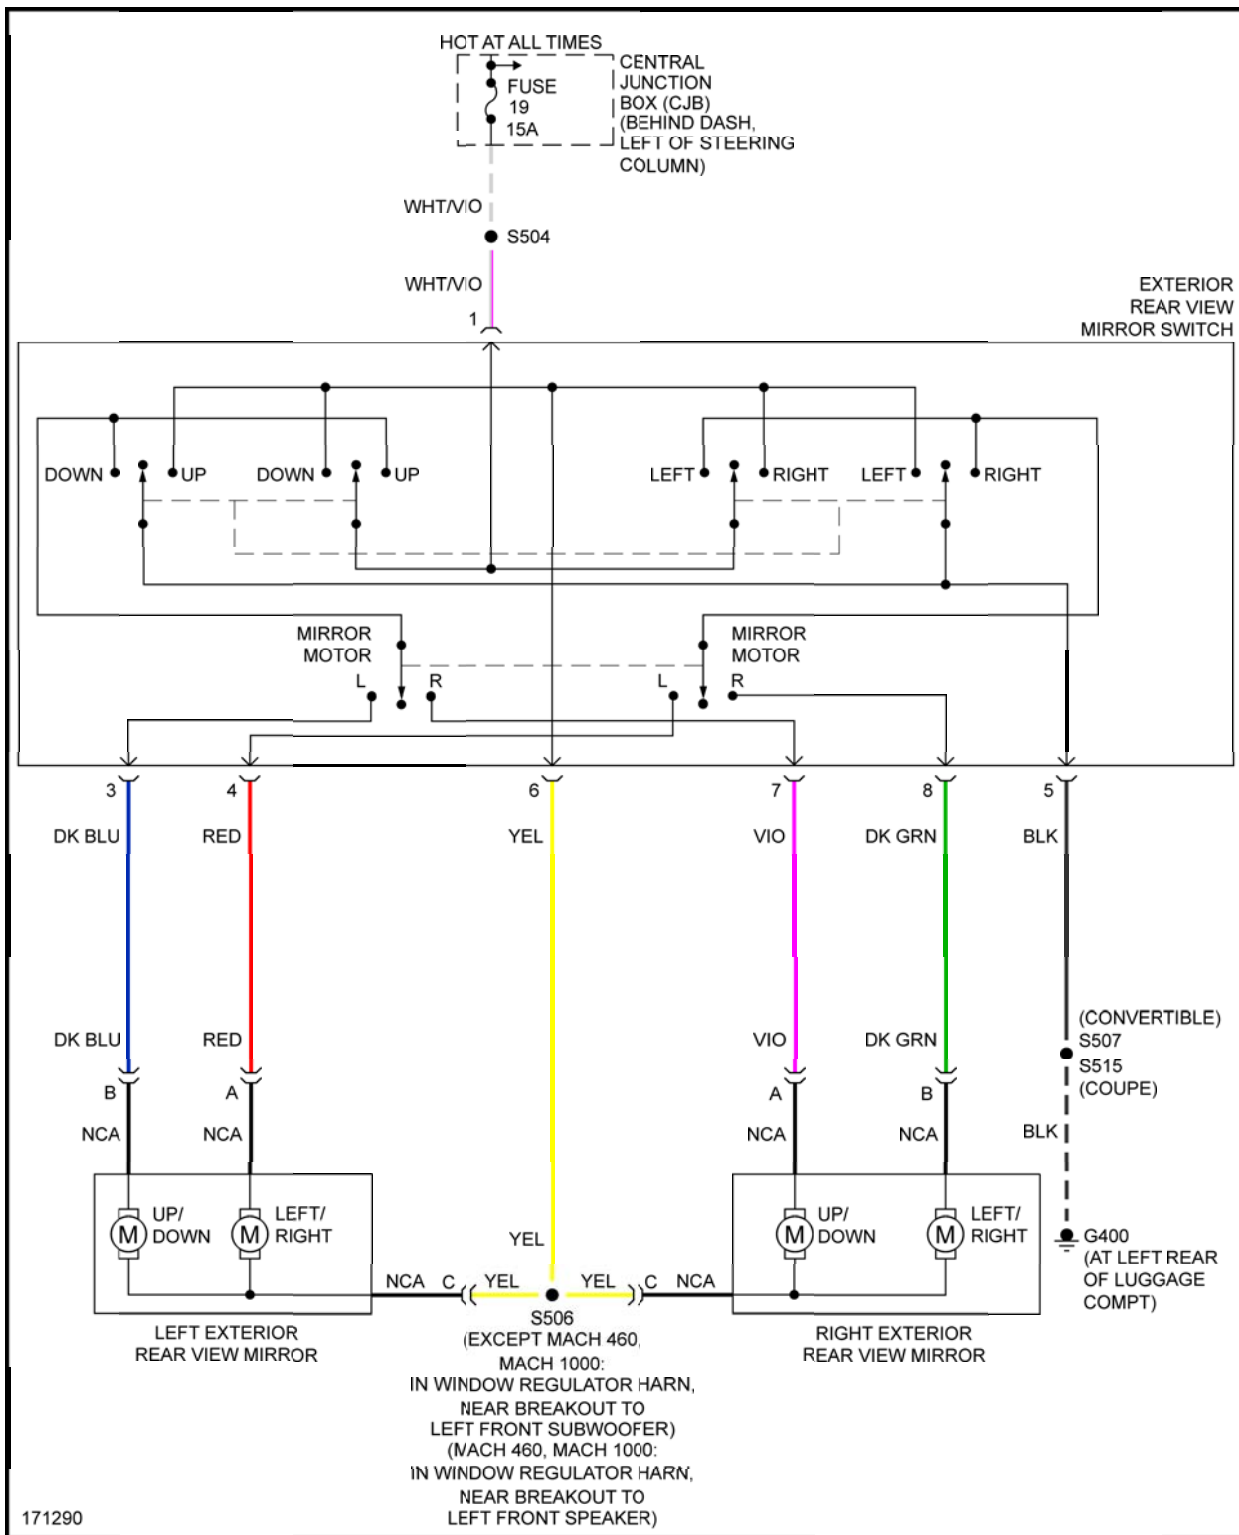 HOT AT ALL TIMES
FUSE
19
15A
CENTRAL
JUNCTION
BOX (CJB)
(BEHIND DASH,
LEFT OF STEERING
COLUMN)
WHT/VIO
S504
WHT/VIO
1
EXTERIOR
REAR VIEW
MIRROR SWITCH
DOWN
UP
DOWN
UP
LEFT
RIGHT
LEFT
RIGHT
MIRROR
MOTOR
L
R
MIRROR
MOTOR
L
R
3
4
6
7
8
5
DK BLU
RED
YEL
VIO
DK GRN
BLK
DK BLU
RED
VIO
DK GRN
(CONVERTIBLE)
S507
S515
(COUPE)
B
A
A
B
NCA
NCA
NCA
NCA
BLK
M
UP/
DOWN
M
LEFT/
RIGHT
YEL
M
UP/
DOWN
M
LEFT/
RIGHT
G400
(AT LEFT REAR
OF LUGGAGE
COMPT)
NCA
C
YEL
YEL
C
NCA
LEFT EXTERIOR
REAR VIEW MIRROR
S506
(EXCEPT MACH 460,
MACH 1000:
IN WINDOW REGULATOR HARN,
NEAR BREAKOUT TO
LEFT FRONT SUBWOOFER)
(MACH 460, MACH 1000:
IN WINDOW REGULATOR HARN,
NEAR BREAKOUT TO
LEFT FRONT SPEAKER)
RIGHT EXTERIOR
REAR VIEW MIRROR
171290